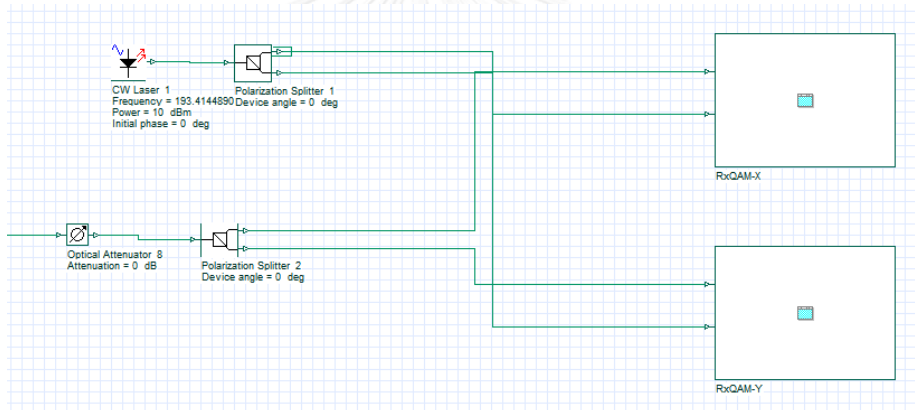 CW Laser 1
Frequency = 193.4144890
Power = 10 dBm
Initial phase = 0 deg
Polarization Splitter 1
Device angle = 0 deg
RxQAM-X
Optical Attenuator 8
Attenuation = 0 dB
Polarization Splitter 2
Device angle = 0 deg
RxQAM-Y